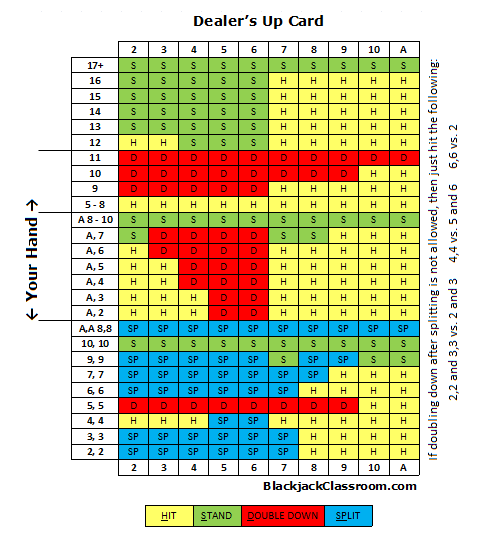 Dealer's Up Card
2 3 4 5 6 7 8 9 10 A
17+ S S S S S S S S S S
16 S S S S S H H H H H
15 S S S S S H H H H H
14 S S S S S H H H H H
13 S S S S S H H H H H
12 H H S S S H H H H H
11 D D D D D D D D D D
10 D D D D D D D D H H
9 D D D D D H H H H H
5 - 8 H H H H H H H H H H
A 8 - 10 S S S S S S S S S S
A, 7 S D D D D S S H H H
A, 6 H D D D D H H H H H
A, 5 H H D D D H H H H H
A, 4 H H D D D H H H H H
A, 3 H H H D D H H H H H
A, 2 H H H D D H H H H H
A,A 8,8 SP SP SP SP SP SP SP SP SP SP
10, 10 S S S S S S S S S S
9, 9 SP SP SP SP SP S SP SP S S
7, 7 SP SP SP SP SP SP SP H H H
6, 6 SP SP SP SP SP SP H H H H
5, 5 D D D D D D D D H H
4, 4 H H H SP SP H H H H H
3, 3 SP SP SP SP SP SP H H H H
2, 2 SP SP SP SP SP SP H H H H
2 3 4 5 6 7 8 9 10 A
← Your Hand →
If doubling down after splitting is not allowed, then just hit the following:
2,2 and 3,3 vs. 2 and 3 4,4 vs. 5 and 6 6,6 vs. 2
BlackjackClassroom.com
HIT STAND DOUBLE DOWN SPLIT